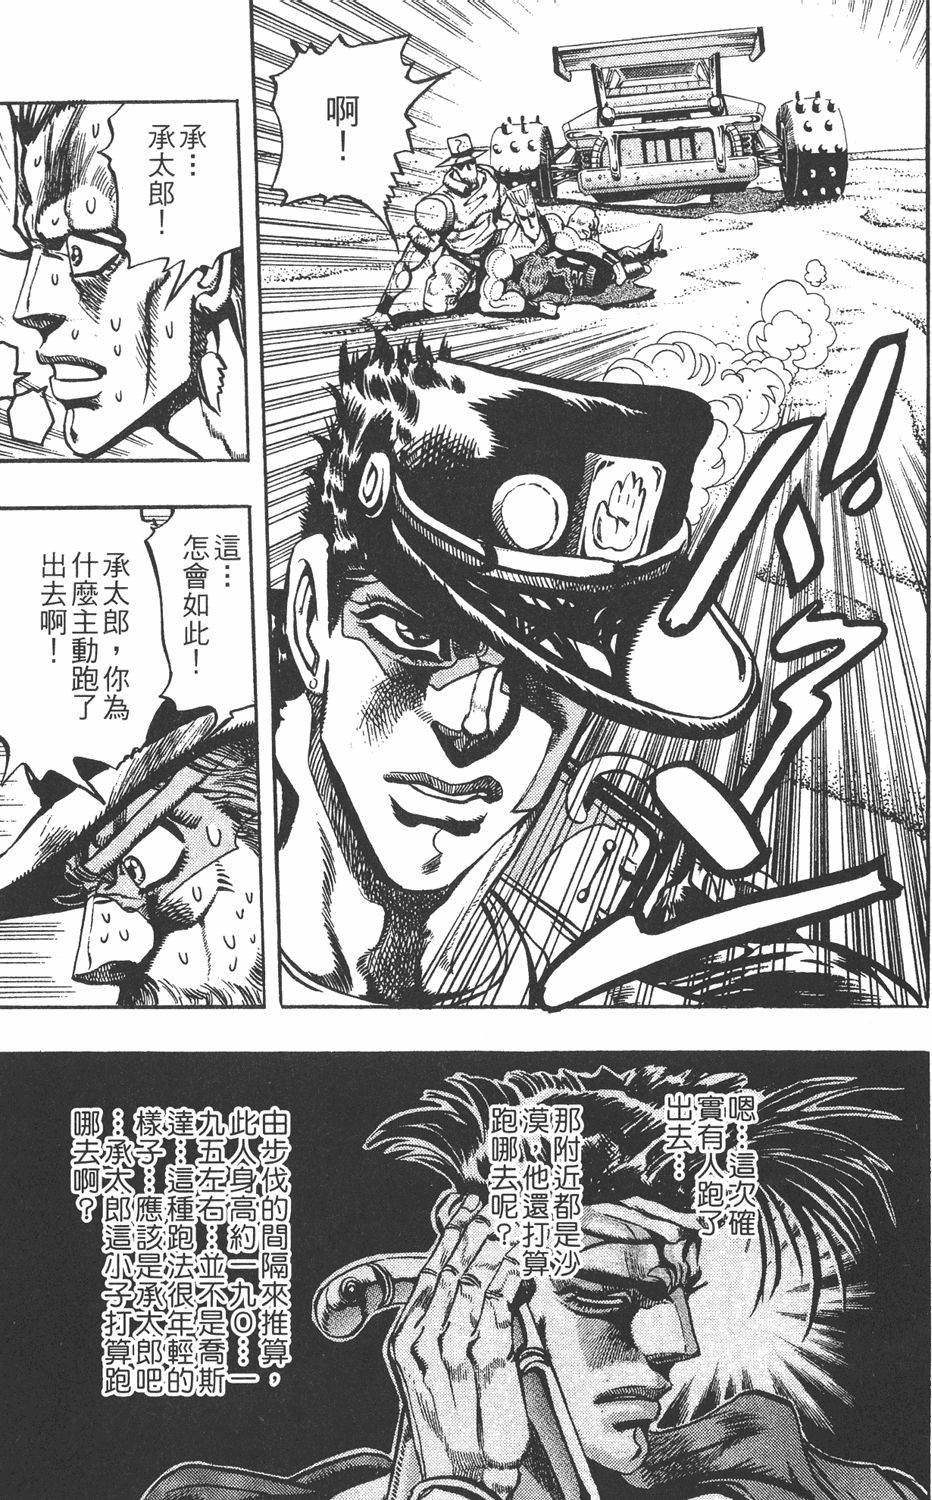 啊！
バ
ッ
！
承…
承太郎！
這…
怎會如此！
承太郎，你為
什麼主動跑了
出去啊！
嗯…這次確
實有人跑了
出去…
那附近都是沙
漠…他還打算
跑哪去呢？
由步伐的間隔來推算，
此人身高約一九０…一
九五左右…並不是喬斯
達…這種跑法很年輕的
樣子…應該是承太郎吧
…承太郎這小子打算跑
哪去啊？